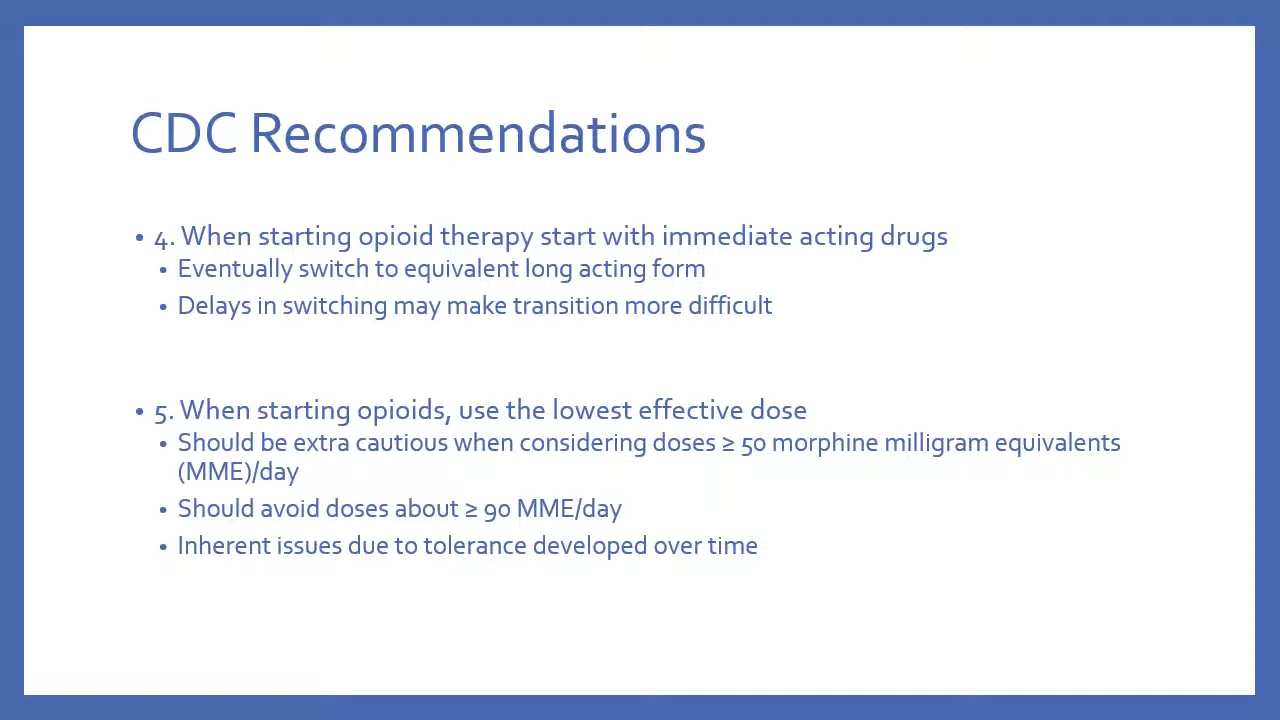 CDC Recommendations
• 4. When starting opioid therapy start with immediate acting drugs
• Eventually switch to equivalent long acting form
• Delays in switching may make transition more difficult
• 5. When starting opioids, use the lowest effective dose
• Should be extra cautious when considering doses ≥ 50 morphine milligram equivalents
(MME)/day
• Should avoid doses about ≥ 90 MME/day
• Inherent issues due to tolerance developed over time